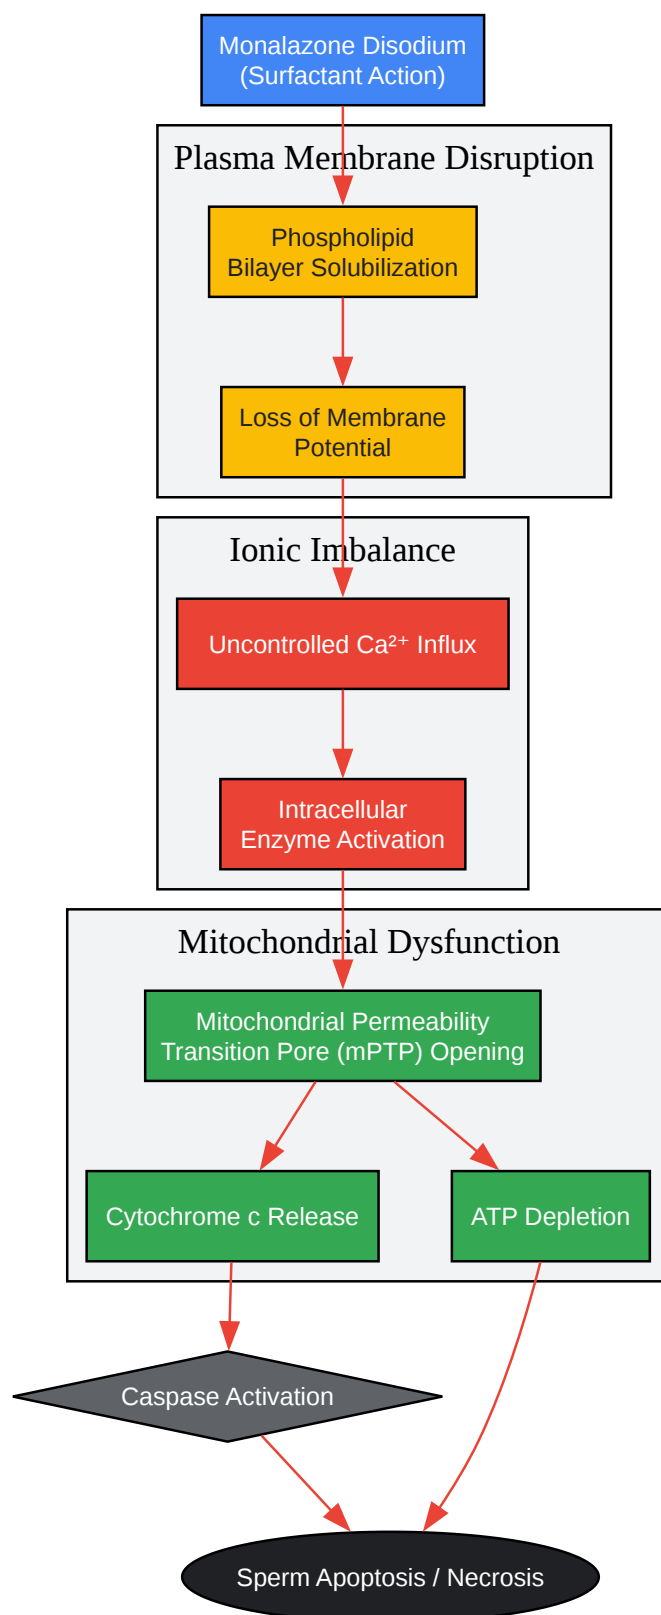 Monalazone Disodium
(Surfactant Action)
Plasma Membrane Disruption
Phospholipid
Bilayer Solubilization
Loss of Membrane
Potential
Ionic Imbalance
Uncontrolled Ca²⁺ Influx
Intracellular
Enzyme Activation
Mitochondrial Dysfunction
Mitochondrial Permeability
Transition Pore (mPTP) Opening
Cytochrome c Release
ATP Depletion
Caspase Activation
Sperm Apoptosis / Necrosis